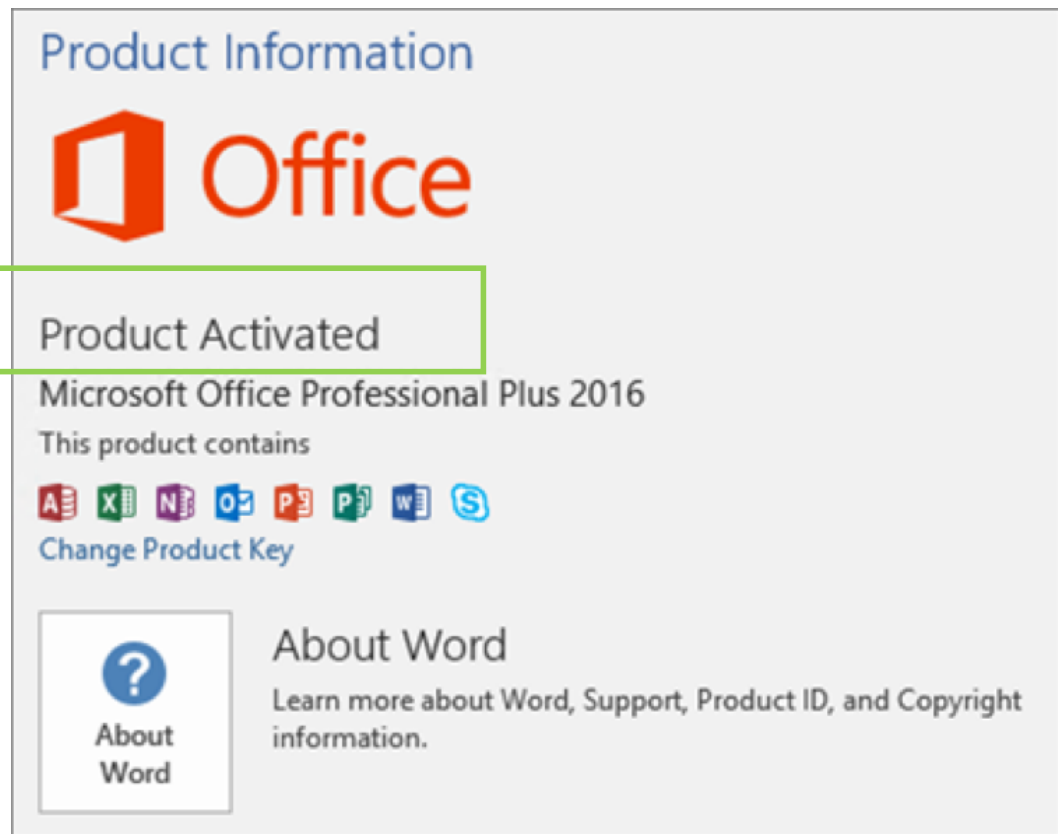 Product Information
Office
Product Activated
Microsoft Office Professional Plus 2016
This product contains
A X N O P P W S
Change Product Key
?
About
Word
About Word
Learn more about Word, Support, Product ID, and Copyright
information.